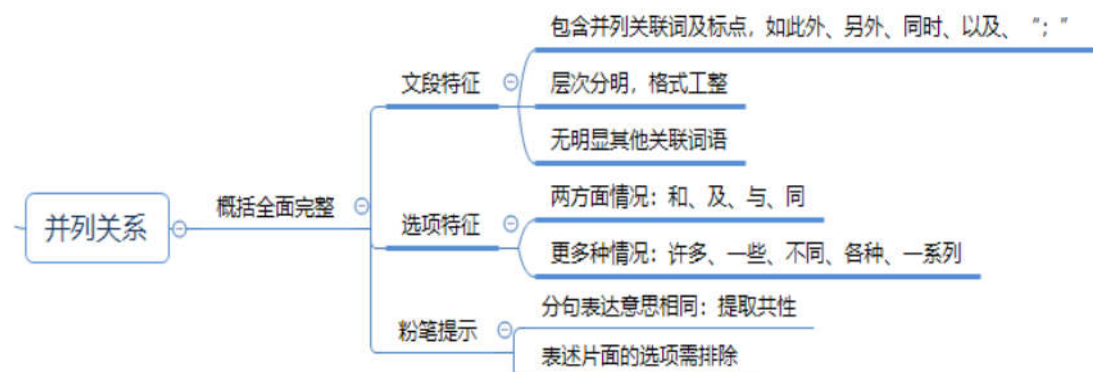 并列关系
概括全面完整
文段特征
包含并列关联词及标点，如此外、另外、同时、以及、“；”
层次分明，格式工整
无明显其他关联词语
选项特征
两方面情况：和、及、与、同
更多种情况：许多、一些、不同、各种、一系列
粉笔提示
分句表达意思相同：提取共性
表述片面的选项需排除